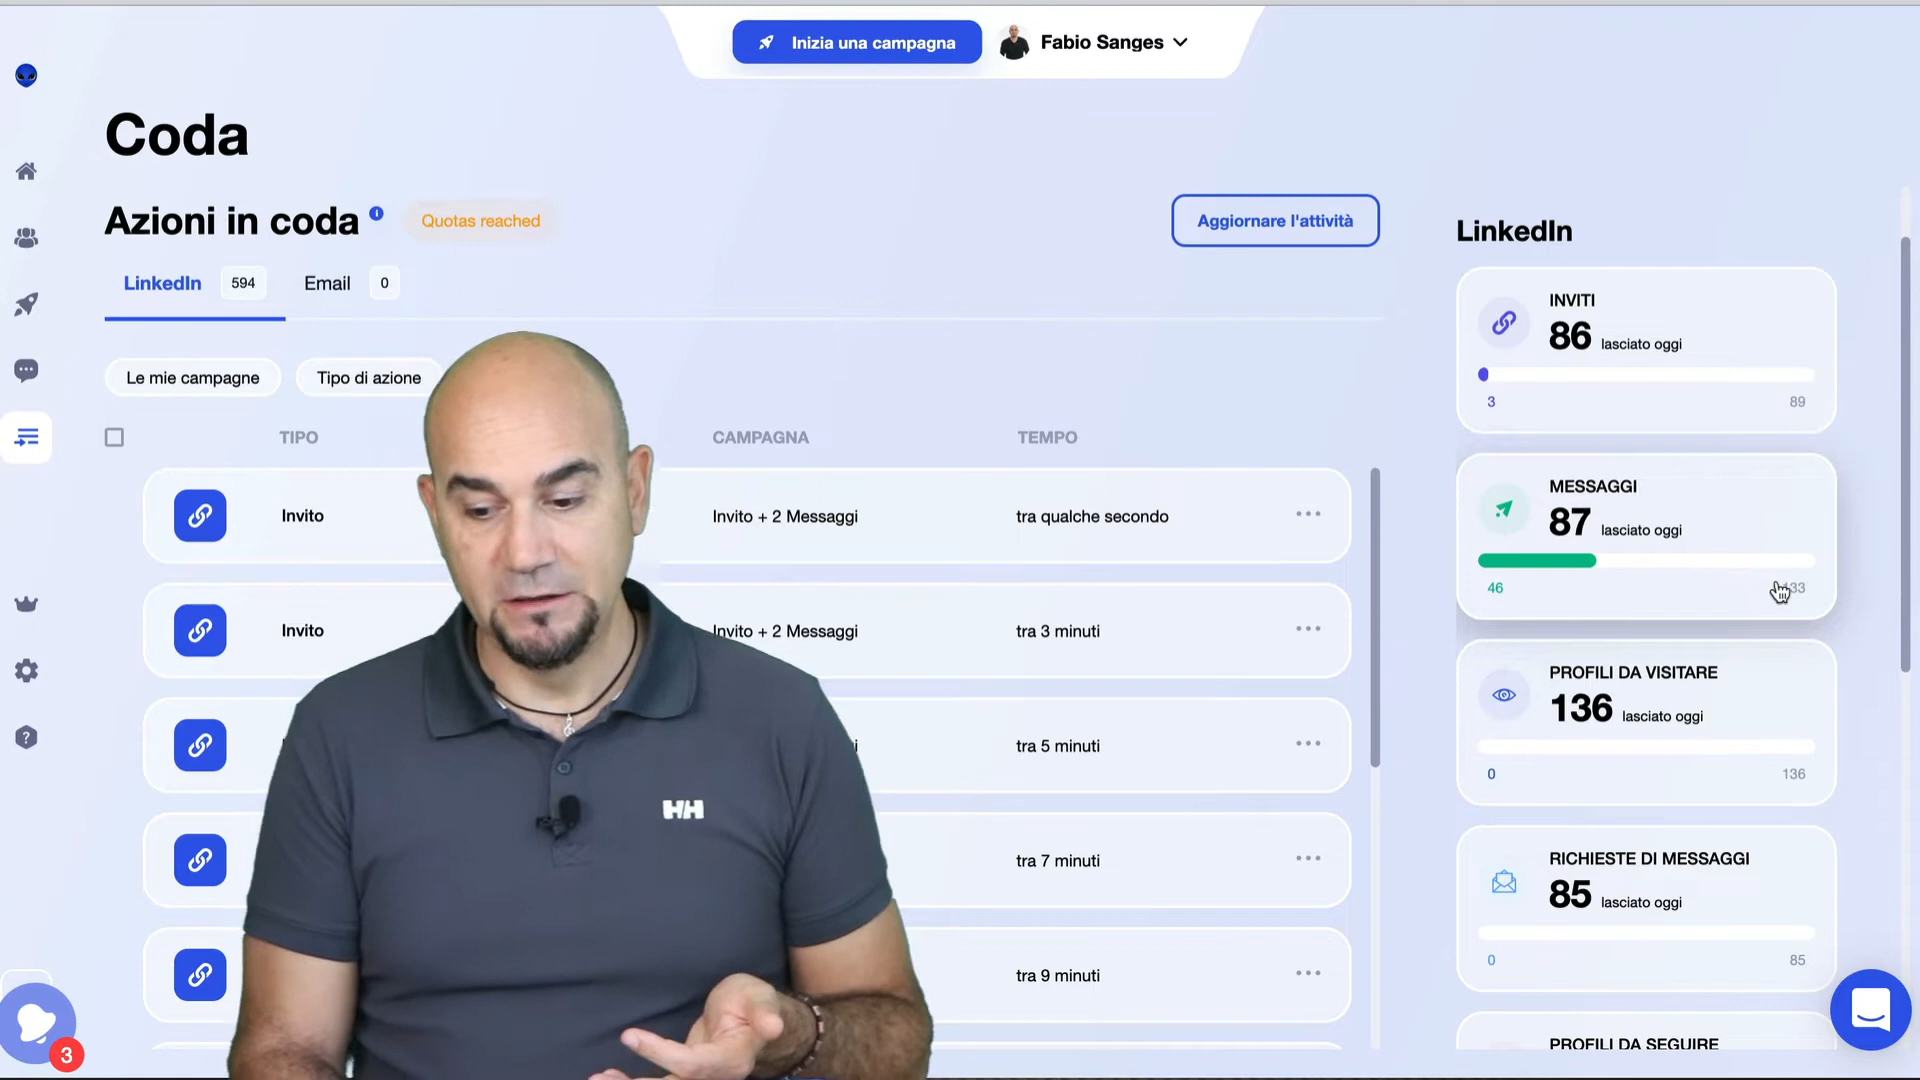 Inizia una campagna
Fabio Sanges
Coda
Azioni in coda
Quotas reached
Aggiornare l'attività
LinkedIn 594
Email 0
Le mie campagne
Tipo di azione
TIPO
CAMPAGNA
TEMPO
Invito
Invito + 2 Messaggi
tra qualche secondo
Invito
Invito + 2 Messaggi
tra 3 minuti
tra 5 minuti
tra 7 minuti
tra 9 minuti
HH
LinkedIn
INVITI
86 lasciato oggi
3
89
MESSAGGI
87 lasciato oggi
46
PROFILI DA VISITARE
136 lasciato oggi
0
136
RICHIESTE DI MESSAGGI
85 lasciato oggi
0
85
PROFILI DA SEGUIRE
3